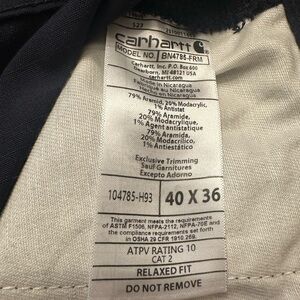 carhartt
MODEL NO. BN4785-FRM
Carhartt, Inc. P.O. Box 600
Dearborn, MI 48121 USA
Made in Nicaragua
79% Aramid, 20% Modacrylic,
1% Antistat
79% Aramide,
20% Modacrylique,
1% Agent antistatique
79% Aramida,
20% Modacrílico,
1% Antiestático
Exclusive Trimming
Sauf Garnitures
Excepto Adorno
104785-H93 40 X 36
This garment meets the requirements
of ASTM F1506, NFPA-2112, NFPA-70E and
the compliance requirements set forth
in OSHA 29 CFR 1910.269.
ATPV RATING 10
CAT 2
RELAXED FIT
DO NOT REMOVE